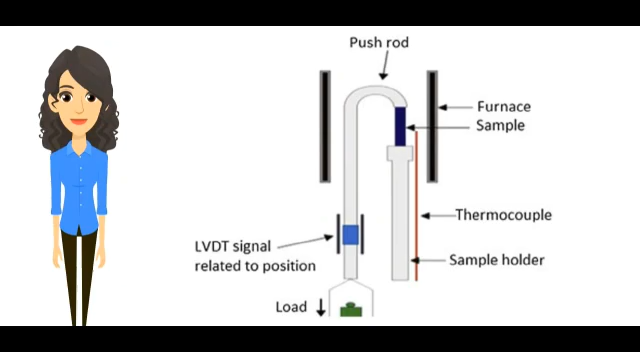 Push rod
Furnace
Sample
Thermocouple
LVDT signal
related to position
Sample holder
Load